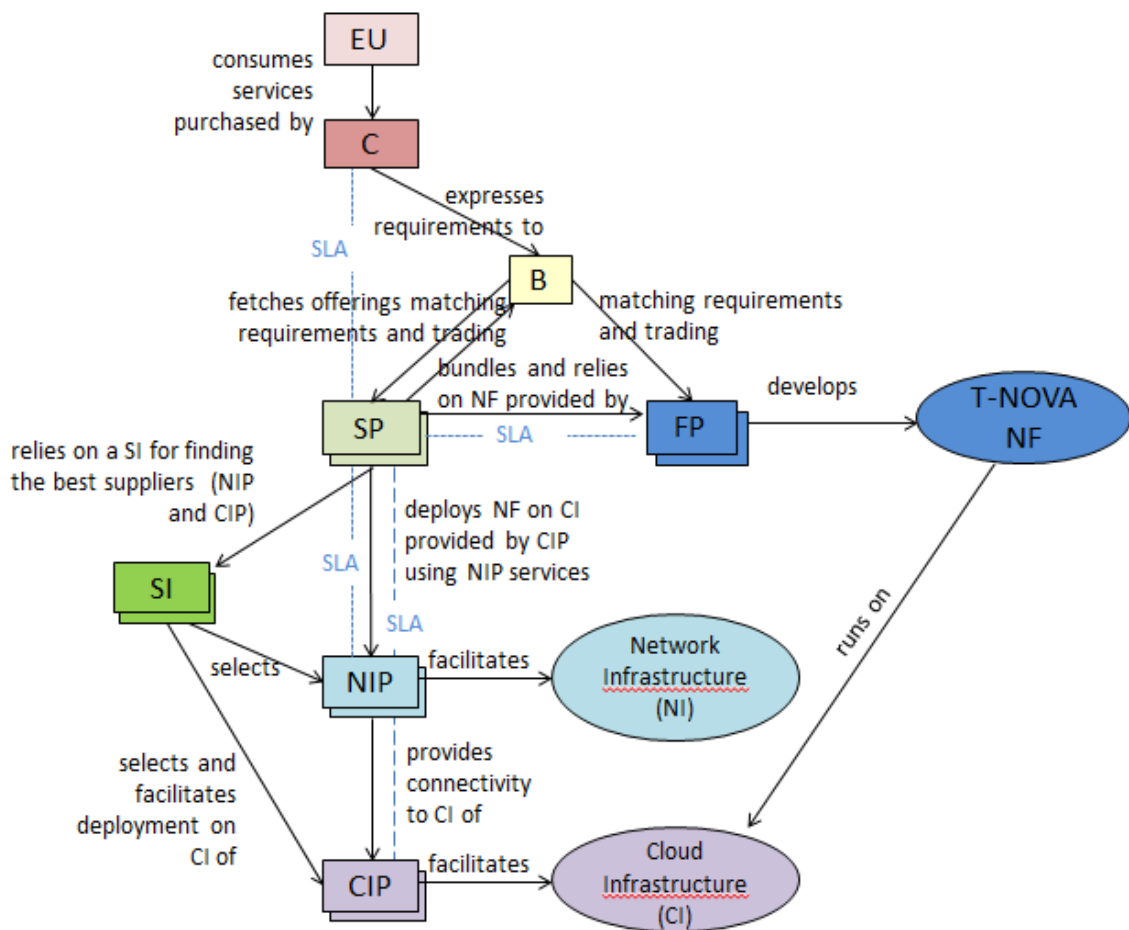 EU
consumes
services
purchased by
C
expresses
requirements to
SLA
B
fetches offerings matching
requirements and trading
matching requirements
and trading
bundles and relies
on NF provided by
develops
T-NOVA
NF
SP
SLA
FP
relies on a SI for finding
the best suppliers (NIP
and CIP)
deploys NF on CI
provided by CIP
using NIP services
SLA
SI
SLA
runs on
selects
NIP
facilitates
Network
Infrastructure
(NI)
selects and
facilitates
deployment on
CI of
provides
connectivity
to CI of
CIP
facilitates
Cloud
Infrastructure
(CI)